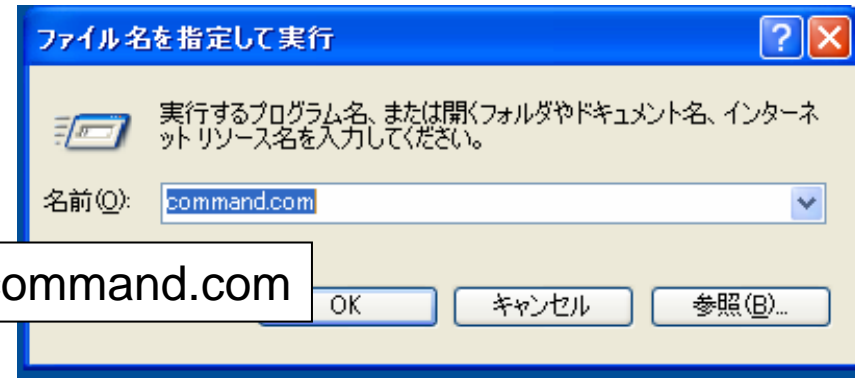 ファイル名を指定して実行
実行するプログラム名、または開くフォルダやドキュメント名、インターネ
ット リソース名を入力してください。
名前(O):
command.com
ommand.com
OK
キャンセル
参照(B)...